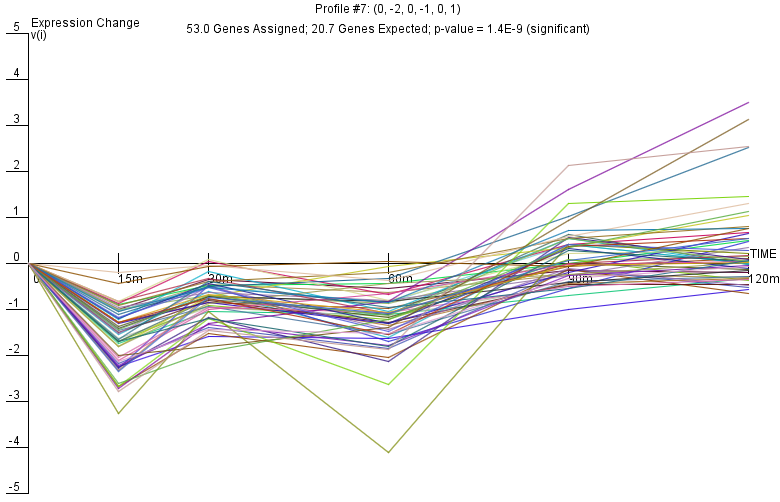 Profile #7: (0, -2, 0, -1, 0, 1)
Expression Change
v(i)
53.0 Genes Assigned; 20.7 Genes Expected; p-value = 1.4E-9 (significant)
5
4
3
2
1
0
-1
-2
-3
-4
-5
0 15m 30m 60m 90m 120m
TIME